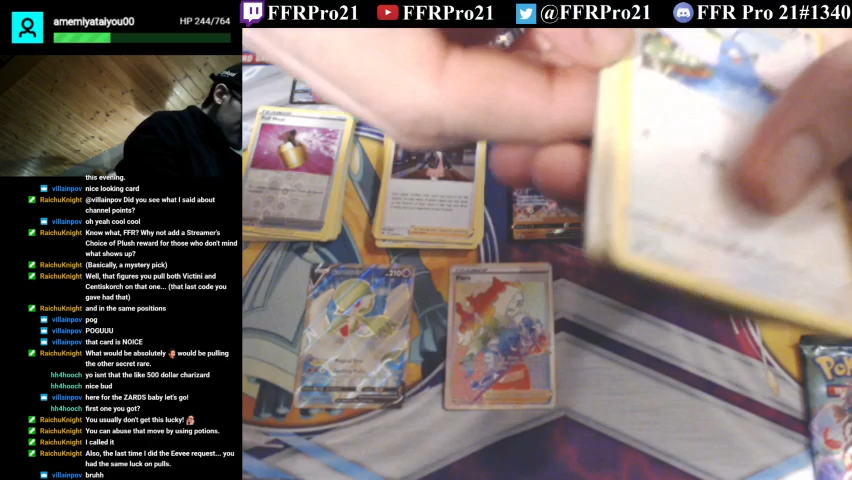 amemiyataiyou00
HP 244/764
FFRPro21
FFRPro21
@FFRPro21
FFR Pro 21#1340
this evening.
villainpov nice looking card
RaichuKnight @villainpov Did you see what I said about
channel points?
villainpov oh yeah cool cool
RaichuKnight Know what, FFR? Why not add a Streamer's
Choice of Plush reward for those who don't mind
what shows up?
RaichuKnight (Basically, a mystery pick)
RaichuKnight Well, that figures you pull both Victini and
Centiskorch on that one... (that last code you
gave had that)
RaichuKnight and in the same positions
villainpov pog
villainpov POGUUU
villainpov that card is NOICE
RaichuKnight What would be absolutely would be pulling
the other secret rare.
hh4hooch yo isnt that the like 500 dollar charizard
hh4hooch nice bud
villainpov here for the ZARDS baby let's go!
hh4hooch first one you got?
RaichuKnight You usually don't get this lucky!
RaichuKnight You can abuse that move by using potions.
RaichuKnight I called it
RaichuKnight Also, the last time I did the Eevee request... you
had the same luck on pulls.
villainpov bruhh
210